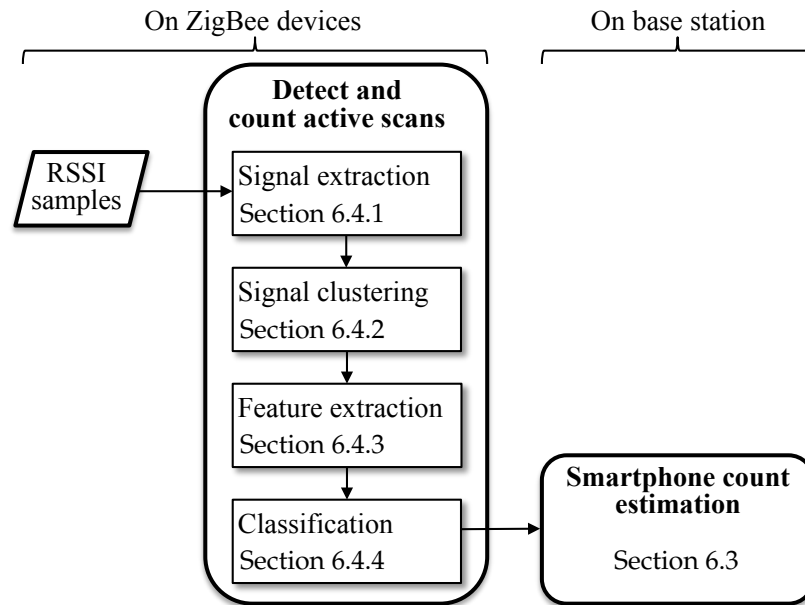 On ZigBee devices
On base station
Detect and
count active scans
RSSI
samples
Signal extraction
Section 6.4.1
Signal clustering
Section 6.4.2
Feature extraction
Section 6.4.3
Classification
Section 6.4.4
Smartphone count
estimation
Section 6.3